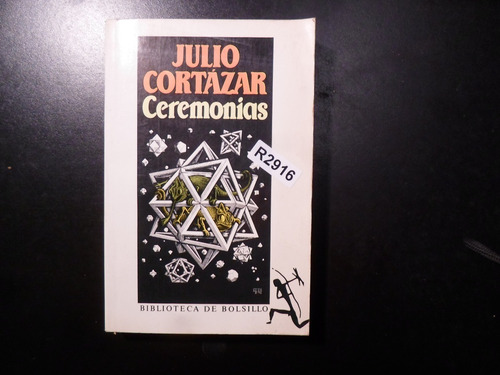 JULIO
CORTÁZAR
Ceremonias
R2916
BIBLIOTECA DE BOLSILLO